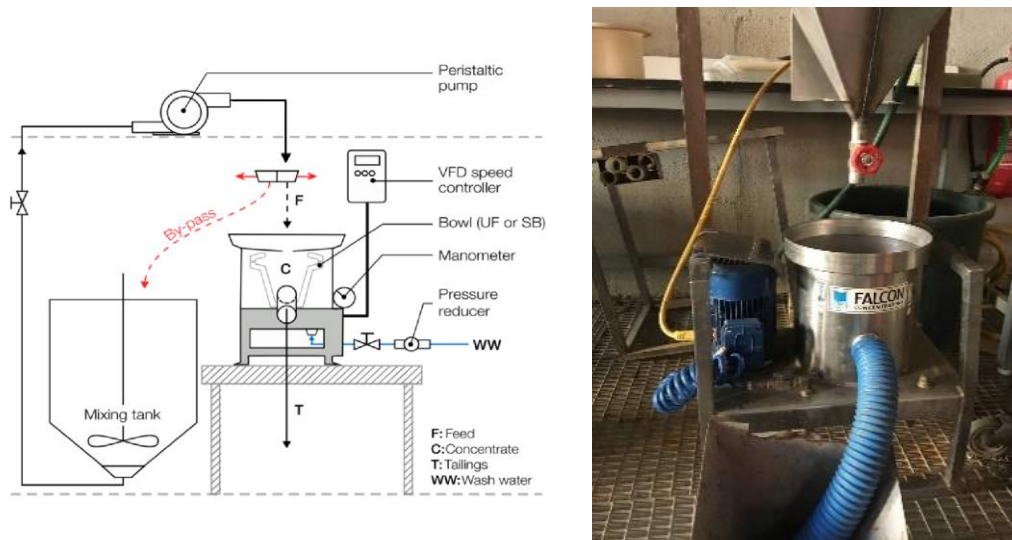 Peristaltic
pump
VFD speed
controller
F
By-pass
Bowl (UF or SB)
C
Manometer
Pressure
reducer
WW
Mixing tank
T
F: Feed
C:Concentrate
T: Tailings
WW: Wash water
FALCON
CONCENTRATORS